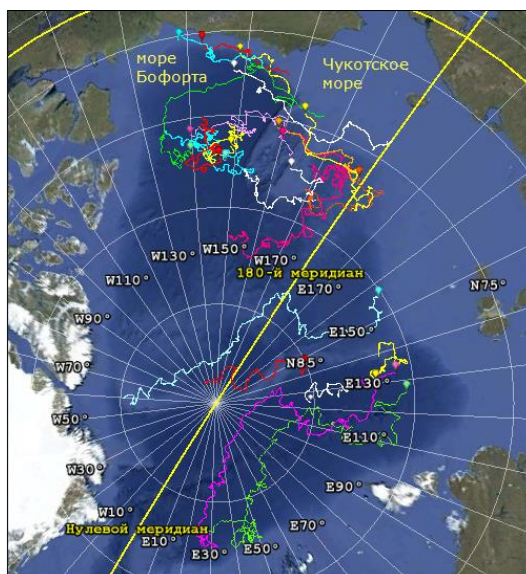 море
Бофорта
Чукотское
море
W150°
W130°
W170°
180-й меридиан
W110°
E170°
N75°
W90°
E150°
W70°
N85°
E130°
W50°
E110°
W30°
E90°
W10°
Нулевой меридиан
E70°
E10°
E30°
E50°